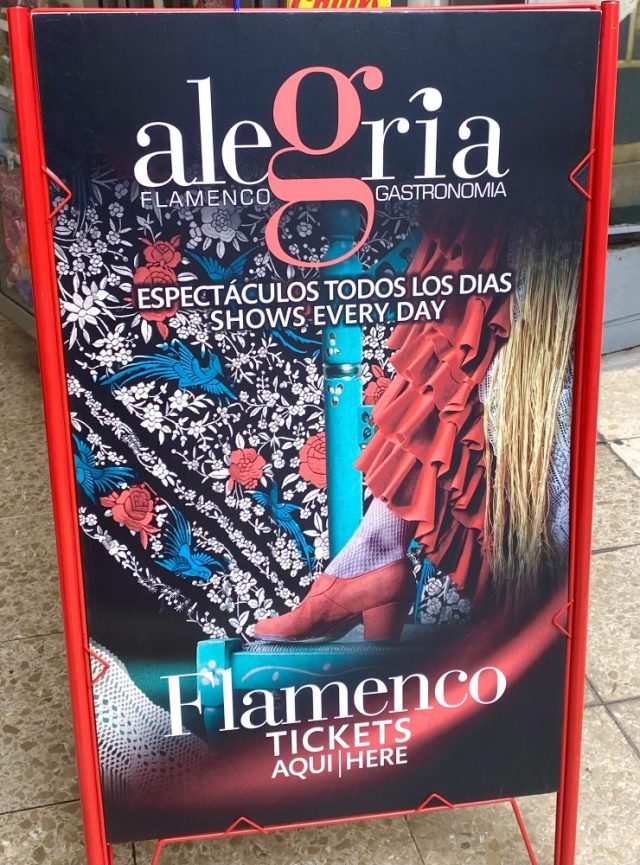 alegria
FLAMENCO GASTRONOMIA
ESPECTÁCULOS TODOS LOS DIAS
SHOWS EVERY DAY
Flamenco
TICKETS
AQUI|HERE